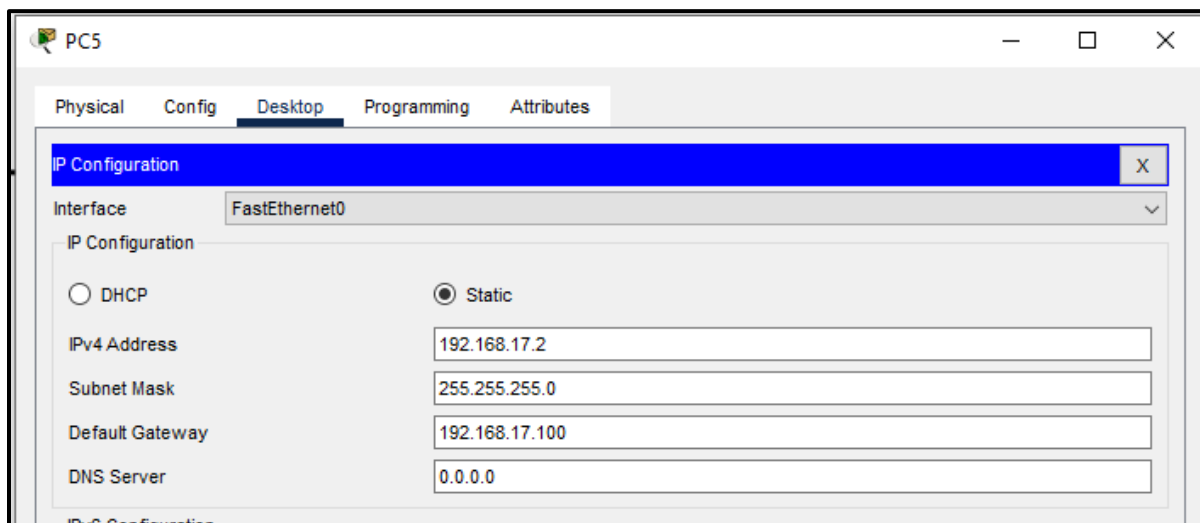 PC5
Physical Config Desktop Programming Attributes
IP Configuration X
Interface FastEthernet0
IP Configuration
DHCP Static
IPv4 Address 192.168.17.2
Subnet Mask 255.255.255.0
Default Gateway 192.168.17.100
DNS Server 0.0.0.0
IPv6 Configuration